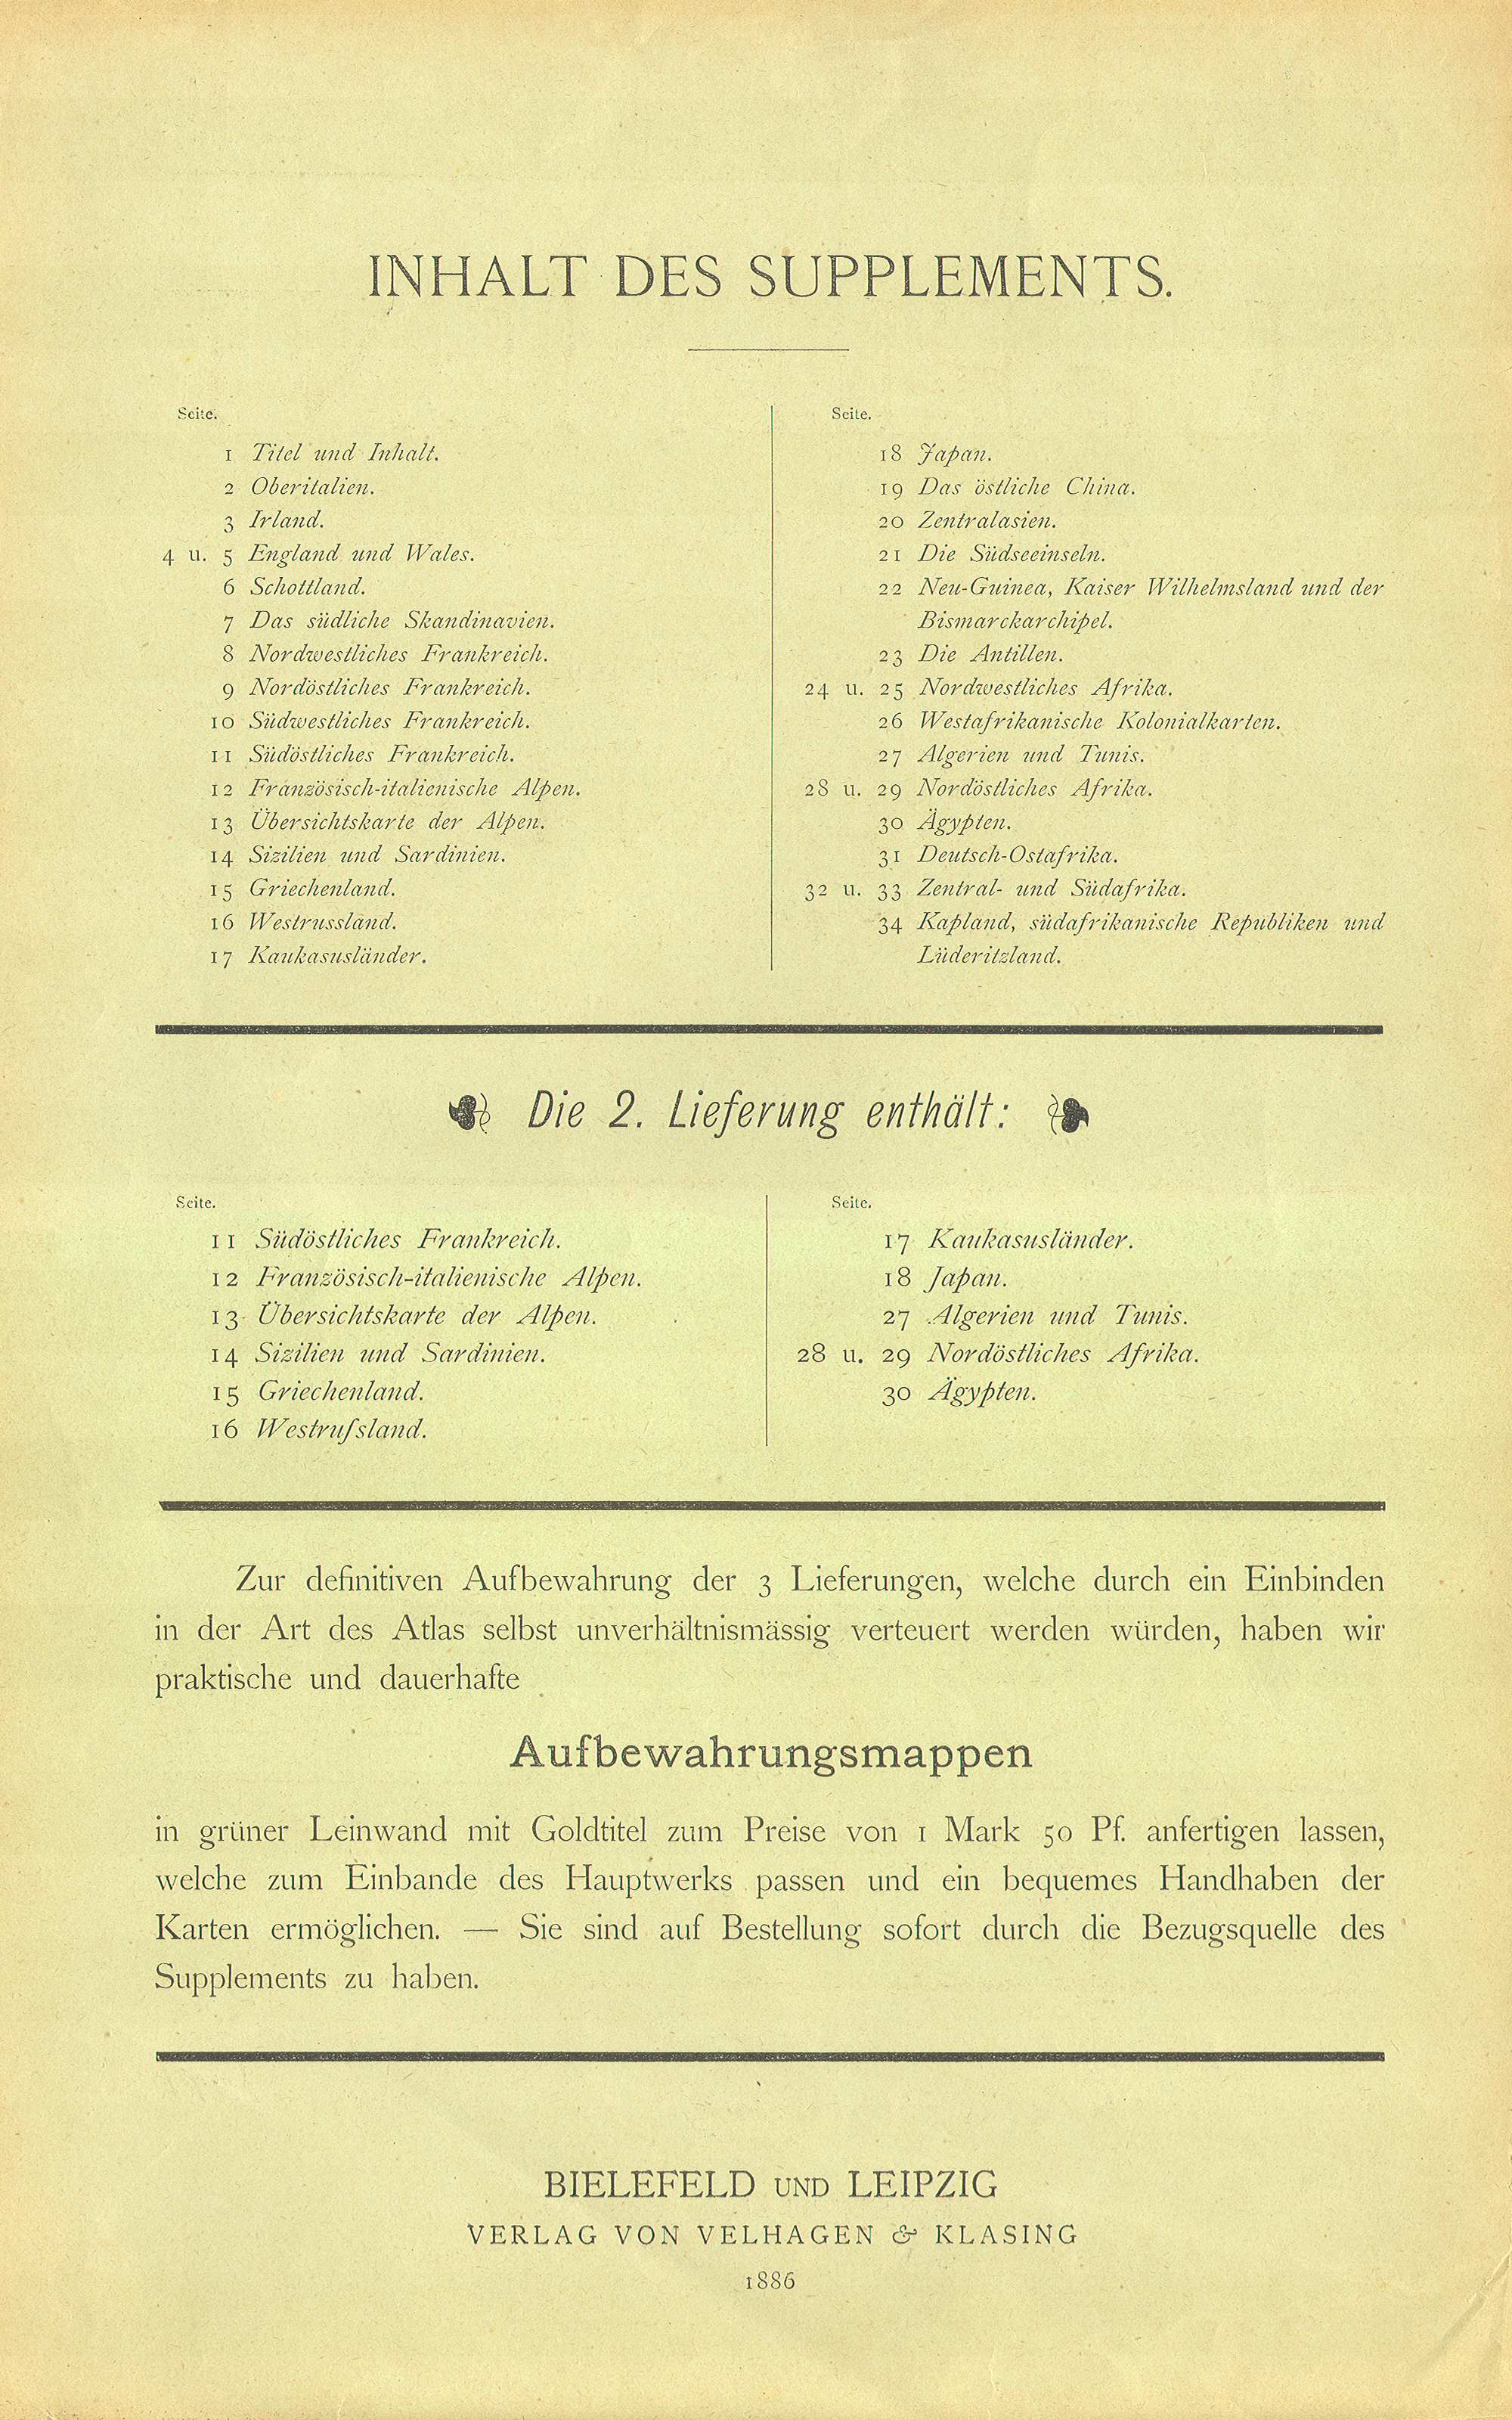 INHALT DES SUPPLEMENTS.
Seite.
1 Titel und Inhalt.
2 Oberitalien.
3 Irland.
4 u. 5 England und Wales.
6 Schottland.
7 Das südliche Skandinavien.
8 Nordwestliches Frankreich.
9 Nordöstliches Frankreich.
10 Südwestliches Frankreich.
11 Südöstliches Frankreich.
12 Französisch-italienische Alpen.
13 Übersichtskarte der Alpen.
14 Sizilien und Sardinien.
15 Griechenland.
16 Westrussland.
17 Kaukasusländer.
Seite.
18 Japan.
19 Das östliche China.
20 Zentralasien.
21 Die Südseeinseln.
22 Neu-Guinea, Kaiser Wilhelmsland und der
Bismarckarchipel.
23 Die Antillen.
24 u. 25 Nordwestliches Afrika.
26 Westafrikanische Kolonialkarten.
27 Algerien und Tunis.
28 u. 29 Nordöstliches Afrika.
30 Ägypten.
31 Deutsch-Ostafrika.
32 u. 33 Zentral- und Südafrika.
34 Kapland, südafrikanische Republiken und
Lüderitzland.
Die 2. Lieferung enthält:
Seite.
11 Südöstliches Frankreich.
12 Französisch-italienische Alpen.
13 Übersichtskarte der Alpen.
14 Sizilien und Sardinien.
15 Griechenland.
16 Westruſsland.
Seite.
17 Kaukasusländer.
18 Japan.
27 Algerien und Tunis.
28 u. 29 Nordöstliches Afrika.
30 Ägypten.
Zur definitiven Aufbewahrung der 3 Lieferungen, welche durch ein Einbinden
in der Art des Atlas selbst unverhältnismässig verteuert werden würden, haben wir
praktische und dauerhafte
Aufbewahrungsmappen
in grüner Leinwand mit Goldtitel zum Preise von 1 Mark 50 Pf. anfertigen lassen,
welche zum Einbande des Hauptwerks passen und ein bequemes Handhaben der
Karten ermöglichen. — Sie sind auf Bestellung sofort durch die Bezugsquelle des
Supplements zu haben.
BIELEFELD UND LEIPZIG
VERLAG VON VELHAGEN & KLASING
1886